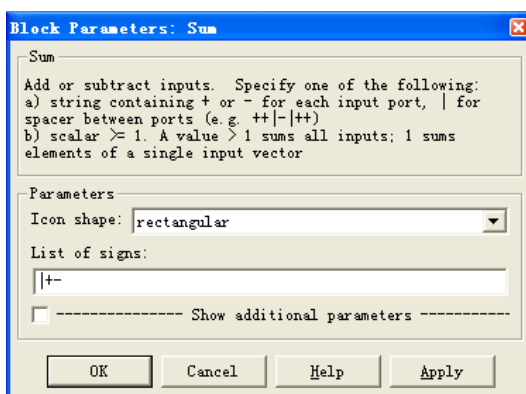 Block Parameters: Sum
Sum
Add or subtract inputs. Specify one of the following:
a) string containing + or - for each input port, | for
spacer between ports (e.g. ++|-|++)
b) scalar >= 1. A value > 1 sums all inputs; 1 sums
elements of a single input vector
Parameters
Icon shape: rectangular
List of signs:
|+-
--------------- Show additional parameters -----------
OK Cancel Help Apply